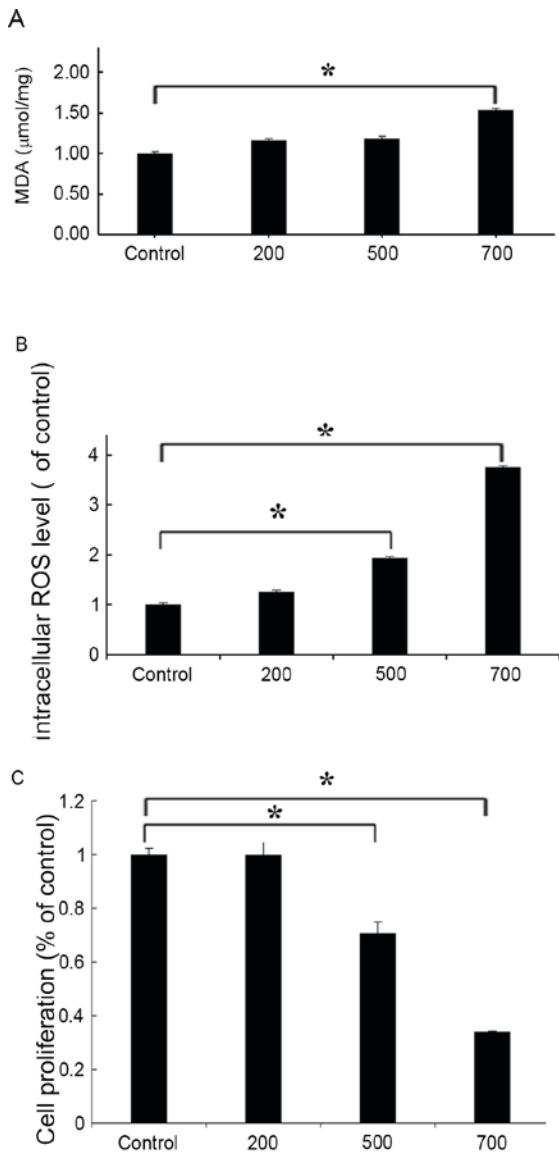 A
MDA (μmol/mg)
2.00
1.50
1.00
0.50
0.00
*
Control 200 500 700
B
intracellular ROS level ( of control)
4
3
2
1
0
*
*
Control 200 500 700
C
Cell proliferation (% of control)
1.2
1
0.8
0.6
0.4
0.2
0
*
*
Control 200 500 700